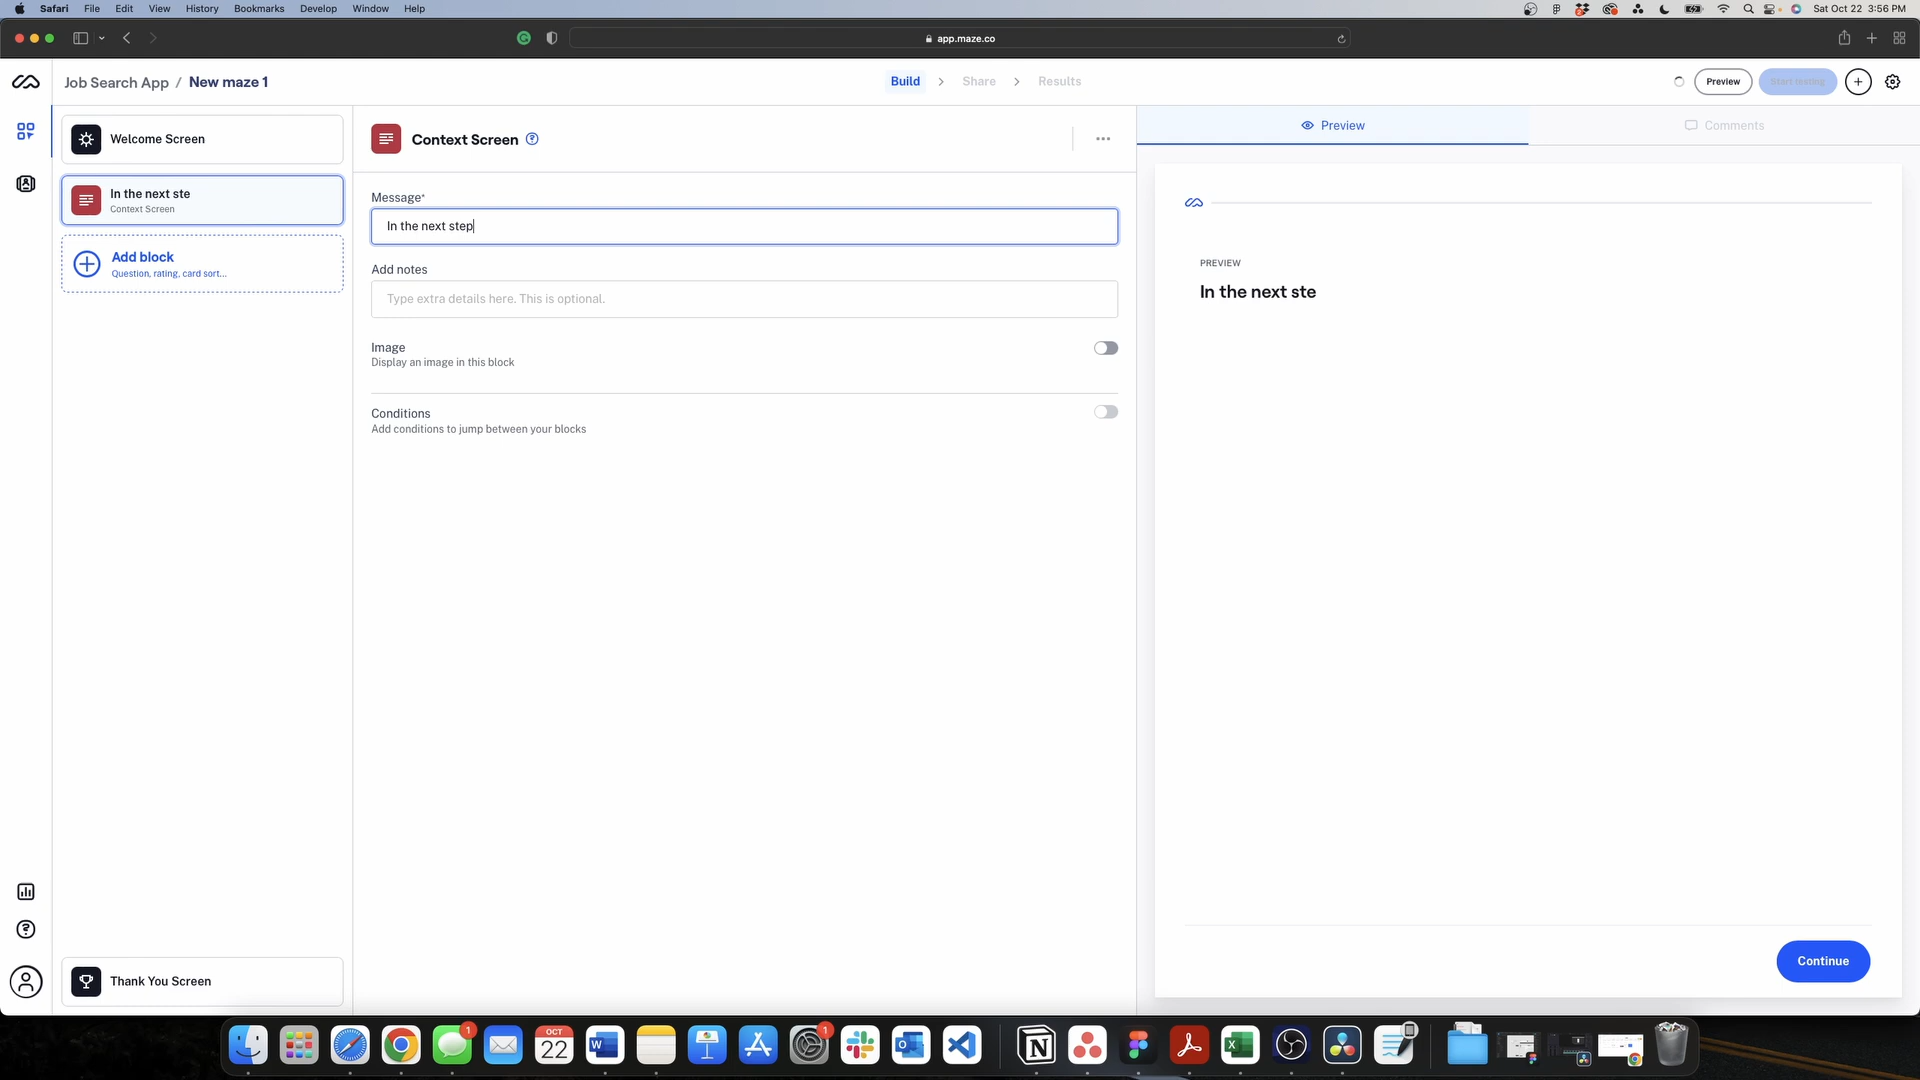 Safari File Edit View History Bookmarks Develop Window Help
Sat Oct 22 3:56 PM
app.maze.co
Job Search App / New maze 1
Build
Share
Results
Preview
Start testing
Welcome Screen
In the next ste
Context Screen
Add block
Question, rating, card sort...
Thank You Screen
Context Screen
Message*
In the next step
Add notes
Type extra details here. This is optional.
Image
Display an image in this block
Conditions
Add conditions to jump between your blocks
Preview
Comments
PREVIEW
In the next ste
Continue
OCT
22
1
1